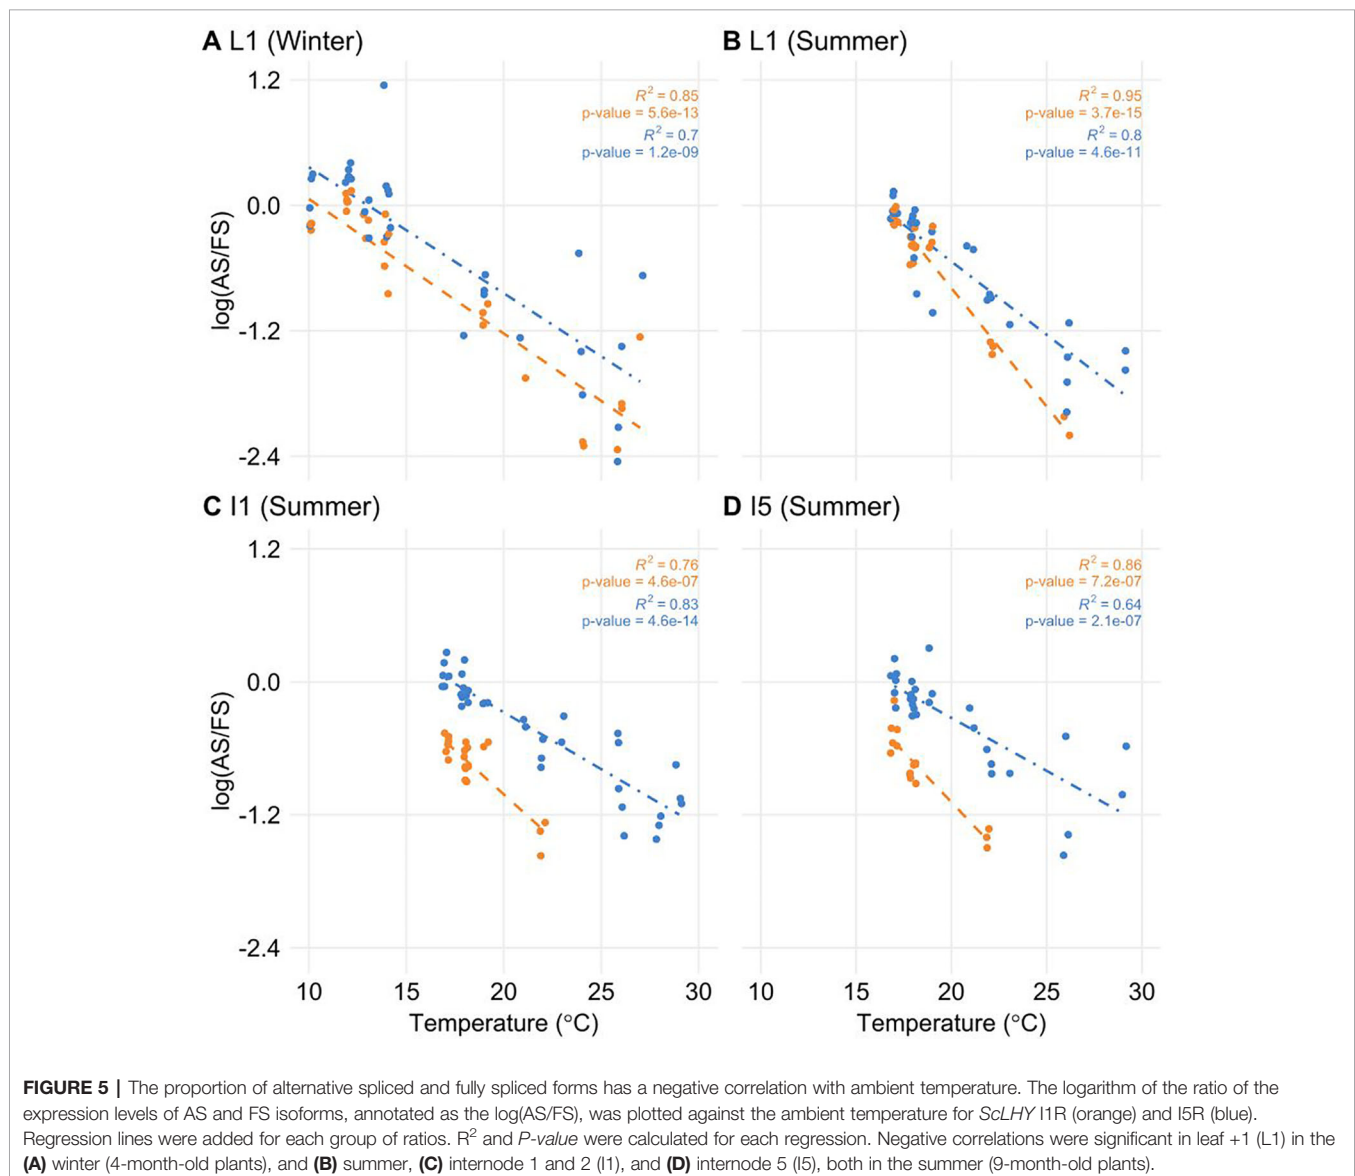 A L1 (Winter)
B L1 (Summer)
1.2
0.0
-1.2
-2.4
log(AS/FS)
R² = 0.85
p-value = 5.6e-13
R² = 0.7
p-value = 1.2e-09
R² = 0.95
p-value = 3.7e-15
R² = 0.8
p-value = 4.6e-11
C I1 (Summer)
D I5 (Summer)
1.2
0.0
-1.2
-2.4
log(AS/FS)
R² = 0.76
p-value = 4.6e-07
R² = 0.83
p-value = 4.6e-14
R² = 0.86
p-value = 7.2e-07
R² = 0.64
p-value = 2.1e-07
10 15 20 25 30
10 15 20 25 30
Temperature (°C)
Temperature (°C)
FIGURE 5 | The proportion of alternative spliced and fully spliced forms has a negative correlation with ambient temperature. The logarithm of the ratio of the
expression levels of AS and FS isoforms, annotated as the log(AS/FS), was plotted against the ambient temperature for ScLHY I1R (orange) and I5R (blue).
Regression lines were added for each group of ratios. R² and P-value were calculated for each regression. Negative correlations were significant in leaf +1 (L1) in the
(A) winter (4-month-old plants), and (B) summer, (C) internode 1 and 2 (I1), and (D) internode 5 (I5), both in the summer (9-month-old plants).